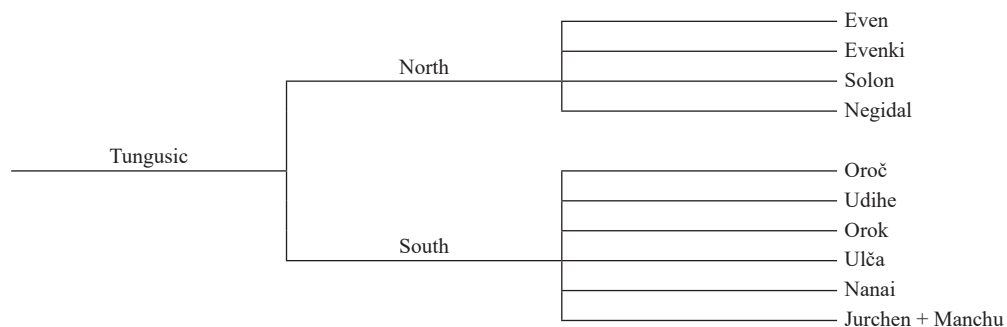 Even
Evenki
North
Solon
Negidal
Tungusic
Oroč
Udihe
Orok
South
Ulča
Nanai
Jurchen + Manchu